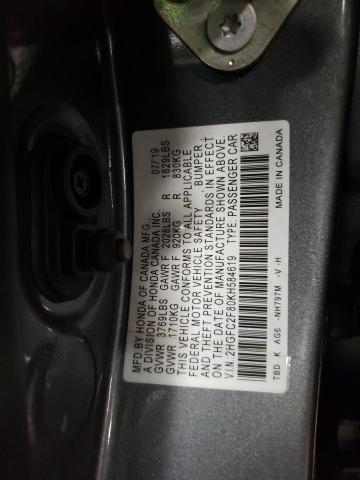 MFD. BY HONDA OF CANADA MFG.
A DIVISION OF HONDA CANADA INC. 07/19
GVWR 3769LBS GAWR F 2028LBS R 1829LBS
GVWR 1710KG GAWR F 920KG R 830KG
THIS VEHICLE CONFORMS TO ALL APPLICABLE
FEDERAL MOTOR VEHICLE SAFETY, BUMPER
AND THEFT PREVENTION STANDARDS IN EFFECT
ON THE DATE OF MANUFACTURE SHOWN ABOVE.
V.I.N. 2HGFC2F80KH584619 TYPE: PASSENGER CAR
TBD K AG6 -NH797M -V -H MADE IN CANADA